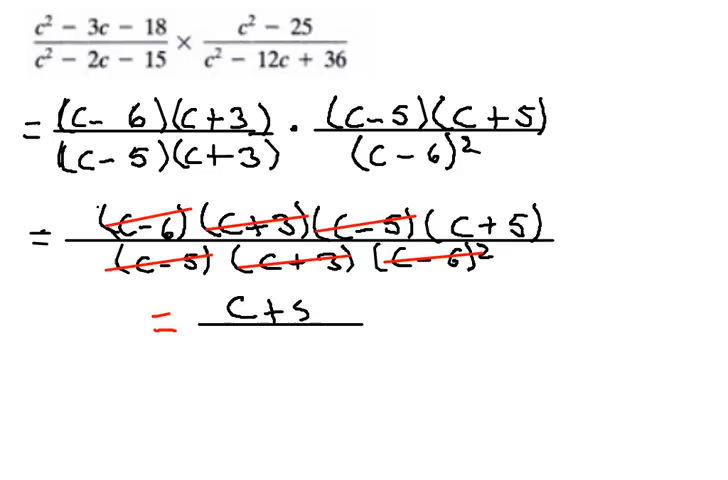 c² − 3c − 18 / c² − 2c − 15 × c² − 25 / c² − 12c + 36
= (c − 6)(c + 3) / (c − 5)(c + 3) · (c − 5)(c + 5) / (c − 6)²
= (c − 6)(c + 3)(c − 5)(c + 5) / (c − 5)(c + 3)(c − 6)²
= c + 5 /